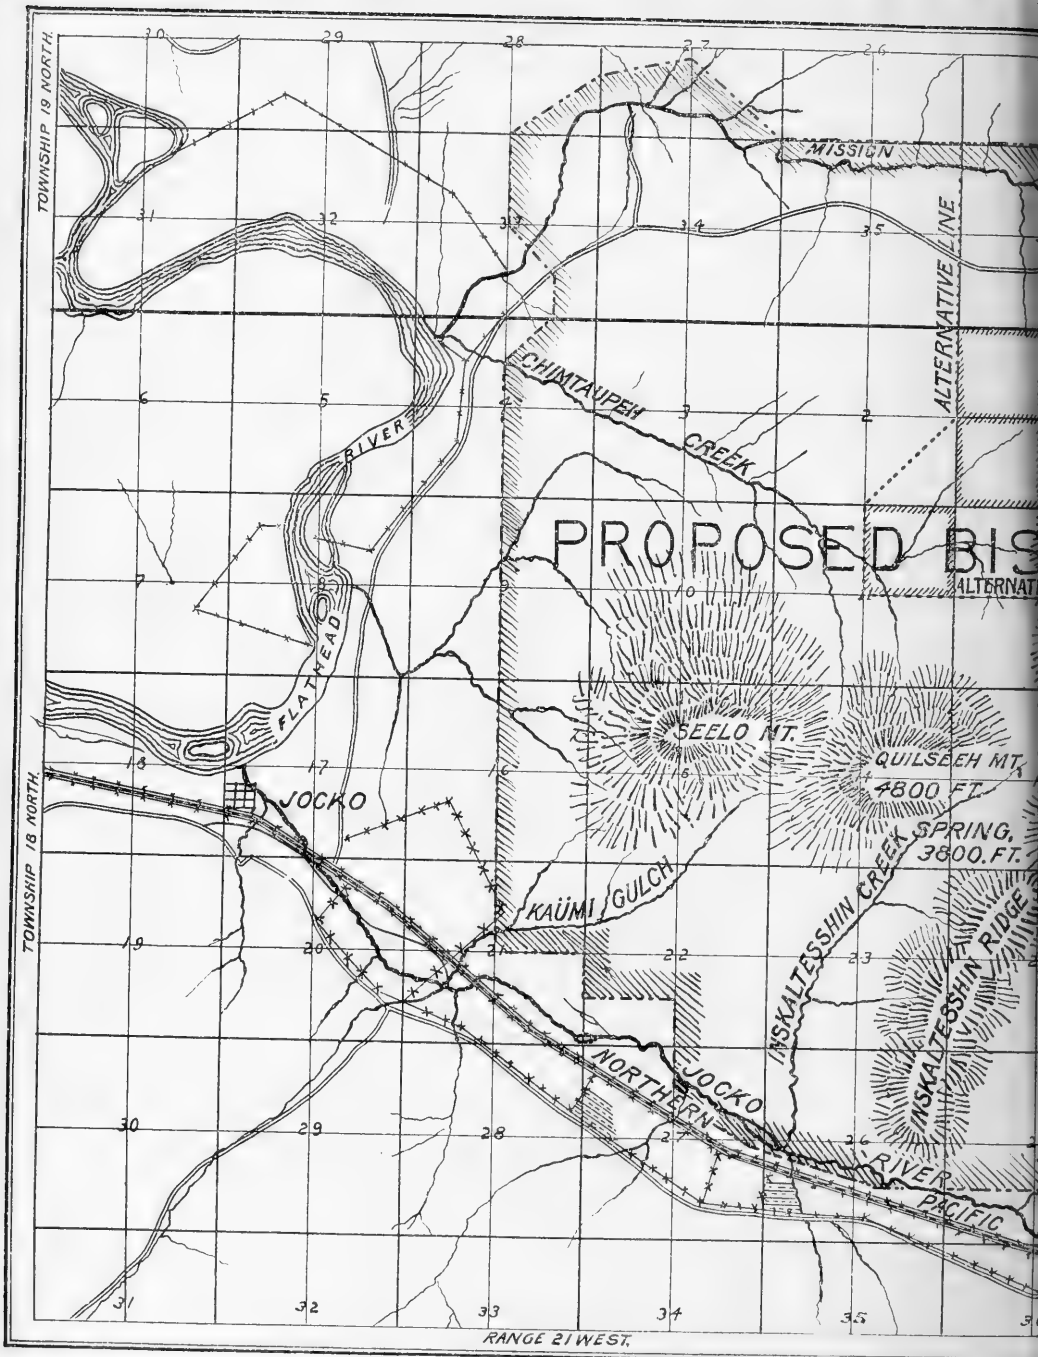 30 29 28 27 26
TOWNSHIP 19 NORTH.
MISSION
31 32 33 34 35
ALTERNATIVE LINE
CHIMTAUPEH CREEK
6 5 4 3 2
RIVER
PROPOSED BIS
7 8 9 10
ALTERNATI
FLATHEAD
SEELO MT.
QUILSEEH MT.
4800 FT.
18 17 16 15
JOCKO
SPRING,
3800. FT.
TOWNSHIP 18 NORTH.
KAÜMI GULCH
INSKALTESSHIN CREEK
INSKALTESSHIN RIDGE
19 20 21 22 23
NORTHERN
JOCKO
30 29 28 27 26
RIVER
PACIFIC
31 32 33 34 35
RANGE 21 WEST.